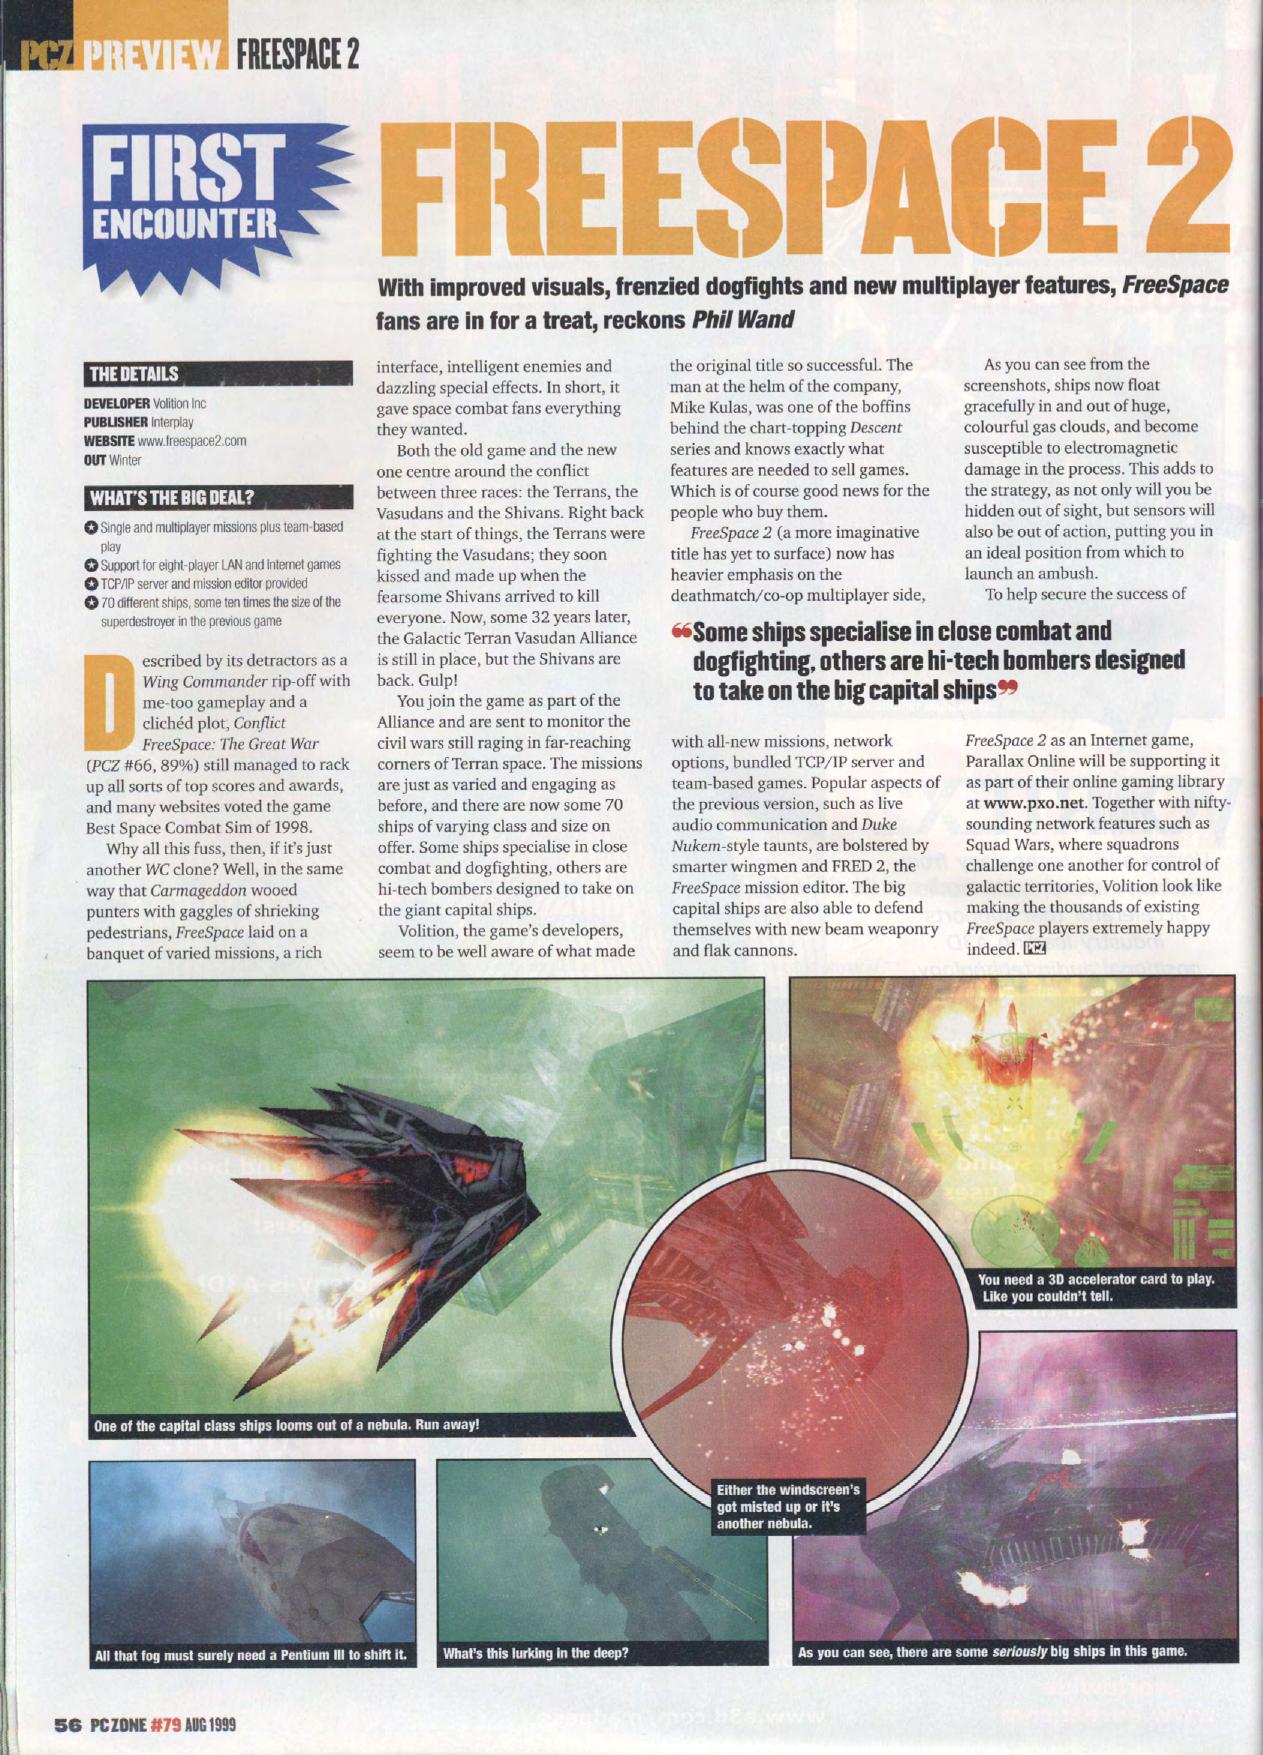 PCZ PREVIEW FREESPACE 2
FIRST
ENCOUNTER
FREESPACE 2
With improved visuals, frenzied dogfights and new multiplayer features, FreeSpace
fans are in for a treat, reckons Phil Wand
THE DETAILS
DEVELOPER Volition Inc
PUBLISHER Interplay
WEBSITE www.freespace2.com
OUT Winter
WHAT'S THE BIG DEAL?
Single and multiplayer missions plus team-based
play
Support for eight-player LAN and Internet games
TCP/IP server and mission editor provided
70 different ships, some ten times the size of the
superdestroyer in the previous game
Described by its detractors as a
Wing Commander rip-off with
me-too gameplay and a
clichéd plot, Conflict
FreeSpace: The Great War
(PCZ #66, 89%) still managed to rack
up all sorts of top scores and awards,
and many websites voted the game
Best Space Combat Sim of 1998.
Why all this fuss, then, if it's just
another WC clone? Well, in the same
way that Carmageddon wooed
punters with gaggles of shrieking
pedestrians, FreeSpace laid on a
banquet of varied missions, a rich
interface, intelligent enemies and
dazzling special effects. In short, it
gave space combat fans everything
they wanted.
Both the old game and the new
one centre around the conflict
between three races: the Terrans, the
Vasudans and the Shivans. Right back
at the start of things, the Terrans were
fighting the Vasudans; they soon
kissed and made up when the
fearsome Shivans arrived to kill
everyone. Now, some 32 years later,
the Galactic Terran Vasudan Alliance
is still in place, but the Shivans are
back. Gulp!
You join the game as part of the
Alliance and are sent to monitor the
civil wars still raging in far-reaching
corners of Terran space. The missions
are just as varied and engaging as
before, and there are now some 70
ships of varying class and size on
offer. Some ships specialise in close
combat and dogfighting, others are
hi-tech bombers designed to take on
the giant capital ships.
Volition, the game's developers,
seem to be well aware of what made
the original title so successful. The
man at the helm of the company,
Mike Kulas, was one of the boffins
behind the chart-topping Descent
series and knows exactly what
features are needed to sell games.
Which is of course good news for the
people who buy them.
FreeSpace 2 (a more imaginative
title has yet to surface) now has
heavier emphasis on the
deathmatch/co-op multiplayer side,
with all-new missions, network
options, bundled TCP/IP server and
team-based games. Popular aspects of
the previous version, such as live
audio communication and Duke
Nukem-style taunts, are bolstered by
smarter wingmen and FRED 2, the
FreeSpace mission editor. The big
capital ships are also able to defend
themselves with new beam weaponry
and flak cannons.
As you can see from the
screenshots, ships now float
gracefully in and out of huge,
colourful gas clouds, and become
susceptible to electromagnetic
damage in the process. This adds to
the strategy, as not only will you be
hidden out of sight, but sensors will
also be out of action, putting you in
an ideal position from which to
launch an ambush.
To help secure the success of
FreeSpace 2 as an Internet game,
Parallax Online will be supporting it
as part of their online gaming library
at www.pxo.net. Together with nifty-
sounding network features such as
Squad Wars, where squadrons
challenge one another for control of
galactic territories, Volition look like
making the thousands of existing
FreeSpace players extremely happy
indeed. PCZ
“Some ships specialise in close combat and
dogfighting, others are hi-tech bombers designed
to take on the big capital ships”
You need a 3D accelerator card to play.
Like you couldn't tell.
One of the capital class ships looms out of a nebula. Run away!
Either the windscreen's
got misted up or it's
another nebula.
All that fog must surely need a Pentium III to shift it.
What's this lurking in the deep?
As you can see, there are some seriously big ships in this game.
56 PC ZONE #79 AUG 1999